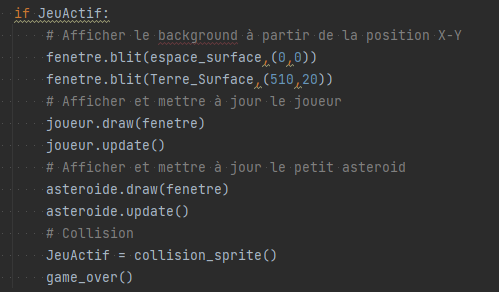 if JeuActif:
# Afficher le background à partir de la position X-Y
fenetre.blit(espace_surface,(0,0))
fenetre.blit(Terre_Surface,(510,20))
# Afficher et mettre à jour le joueur
joueur.draw(fenetre)
joueur.update()
# Afficher et mettre à jour le petit asteroid
asteroide.draw(fenetre)
asteroide.update()
# Collision
JeuActif = collision_sprite()
game_over()